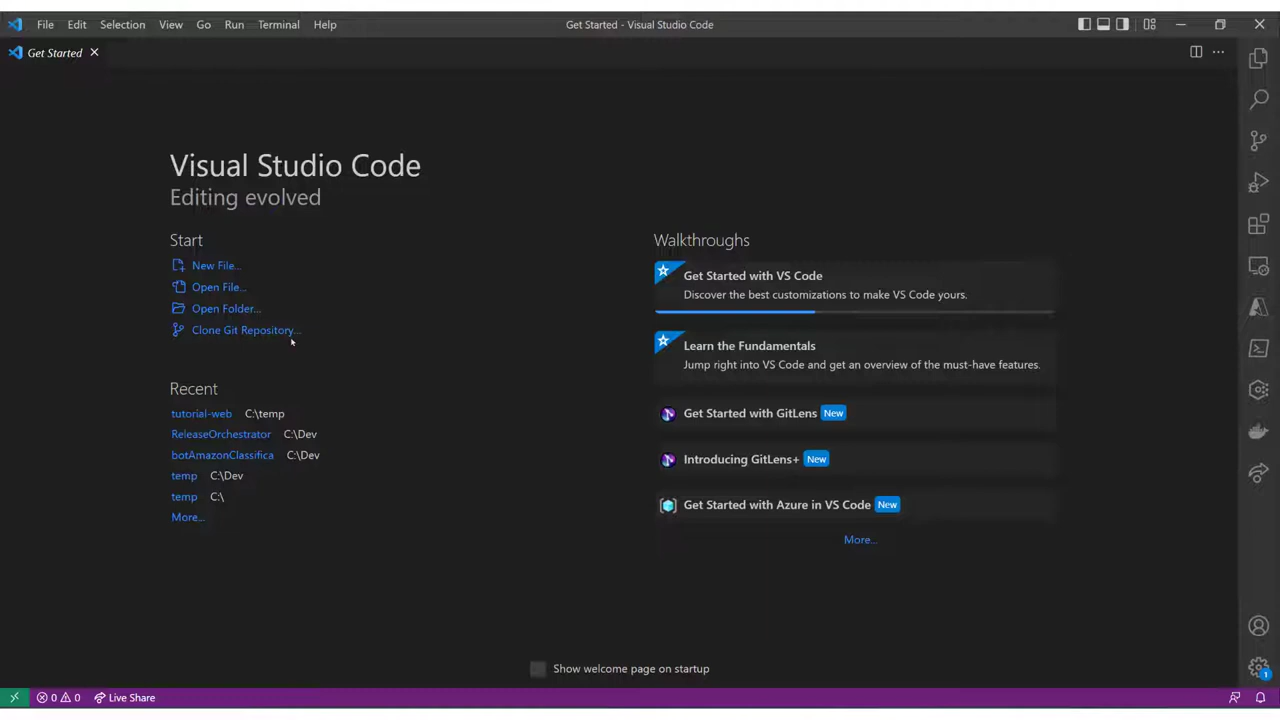 File Edit Selection View Go Run Terminal Help
Get Started - Visual Studio Code
Get Started
Visual Studio Code
Editing evolved
Start
New File...
Open File...
Open Folder...
Clone Git Repository...
Recent
tutorial-web C:\temp
ReleaseOrchestrator C:\Dev
botAmazonClassifica C:\Dev
temp C:\Dev
temp C:\
More...
Walkthroughs
Get Started with VS Code
Discover the best customizations to make VS Code yours.
Learn the Fundamentals
Jump right into VS Code and get an overview of the must-have features.
Get Started with GitLens New
Introducing GitLens+ New
Get Started with Azure in VS Code New
More...
Show welcome page on startup
1
0 0 Live Share